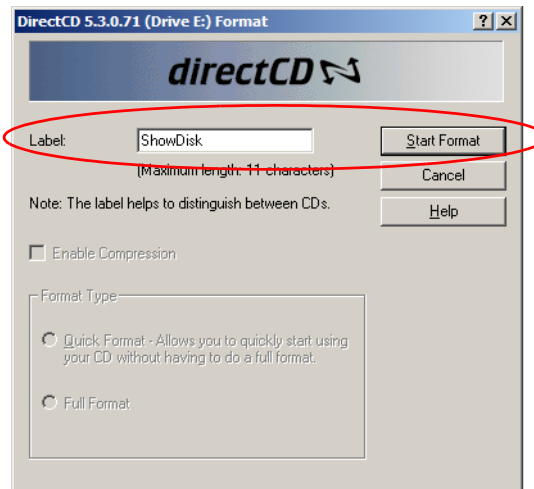 DirectCD 5.3.0.71 (Drive E:) Format
directCD
Label:
ShowDisk
Start Format
(Maximum length: 11 characters)
Cancel
Note: The label helps to distinguish between CDs.
Help
Enable Compression
Format Type
Quick Format - Allows you to quickly start using
your CD without having to do a full format.
Full Format